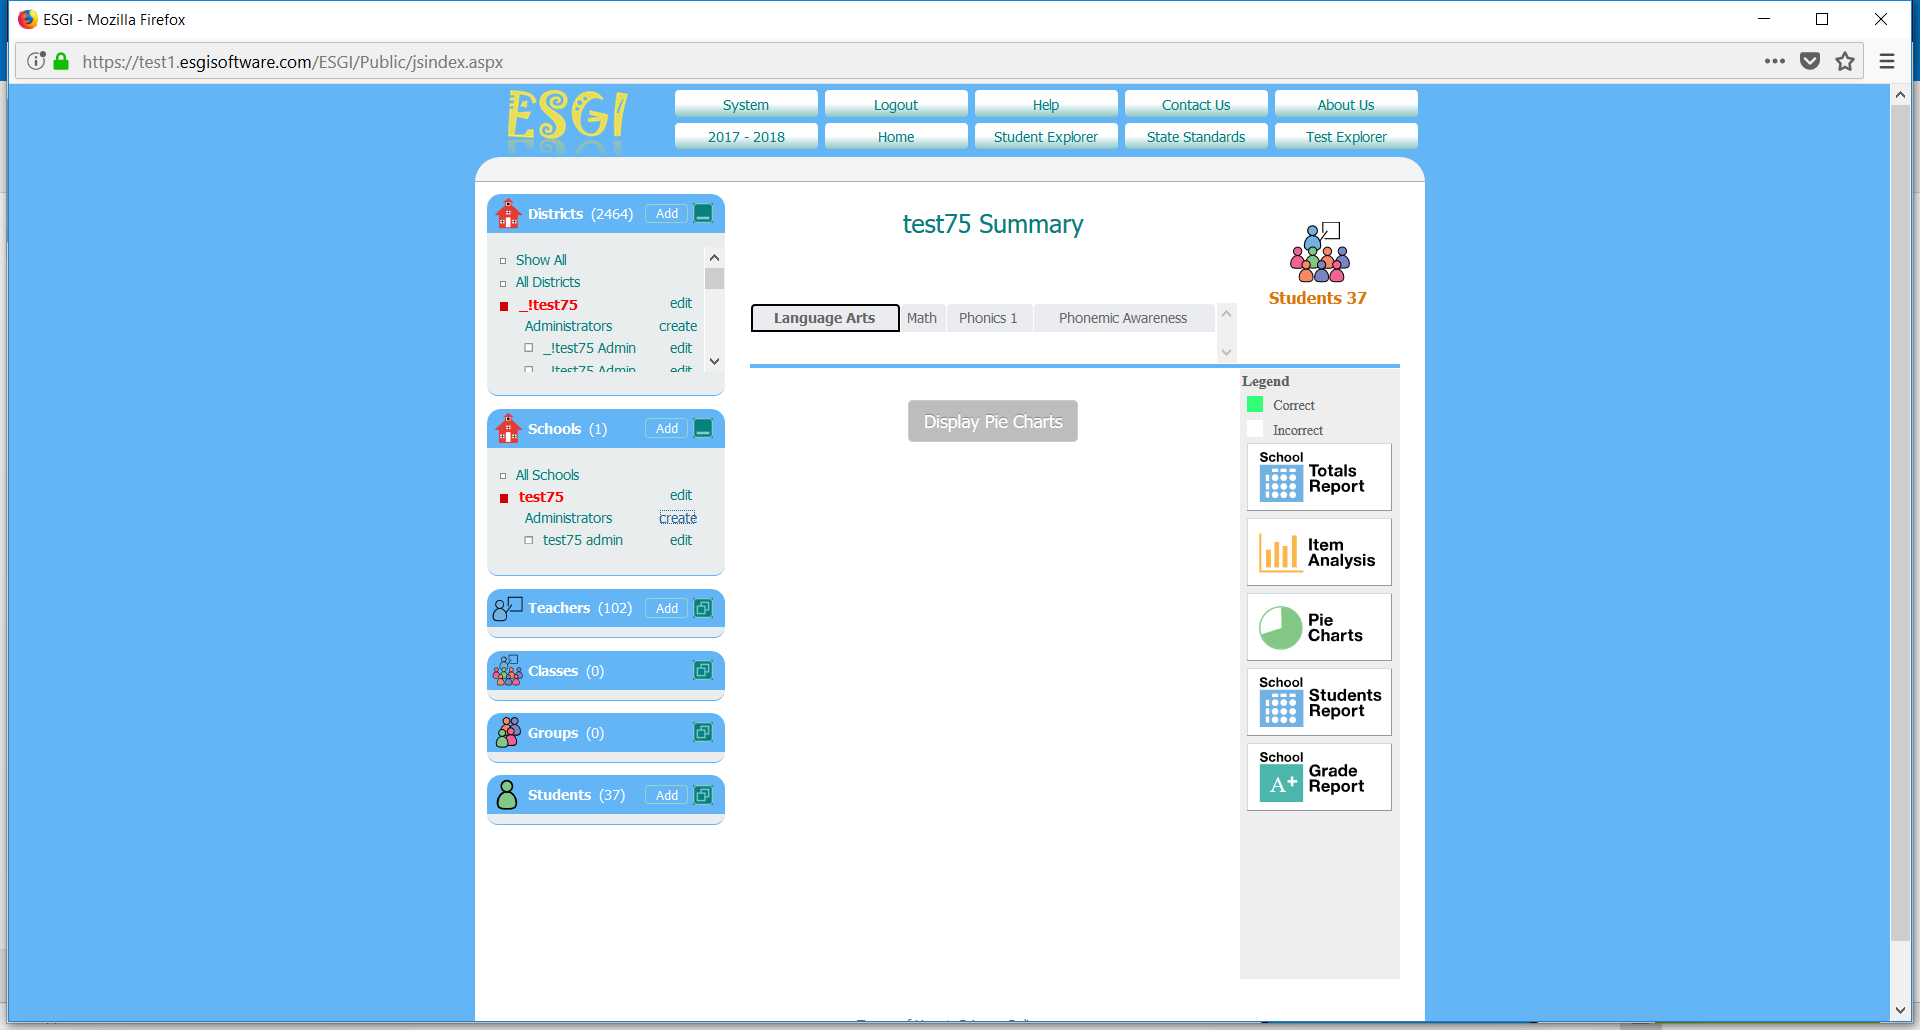 ESGI - Mozilla Firefox
https://test1.esgisoftware.com/ESGI/Public/jsindex.aspx
ESGI
System Logout Help Contact Us About Us
2017 - 2018 Home Student Explorer State Standards Test Explorer
Districts (2464) Add
Show All
All Districts
_!test75 edit
Administrators create
_!test75 Admin edit
_!test75 Admin edit
Schools (1) Add
All Schools
test75 edit
Administrators create
test75 admin edit
Teachers (102) Add
Classes (0)
Groups (0)
Students (37) Add
test75 Summary
Students 37
Language Arts Math Phonics 1 Phonemic Awareness
Display Pie Charts
Legend
Correct
Incorrect
School
Totals
Report
Item
Analysis
Pie
Charts
School
Students
Report
School
A+ Grade
Report